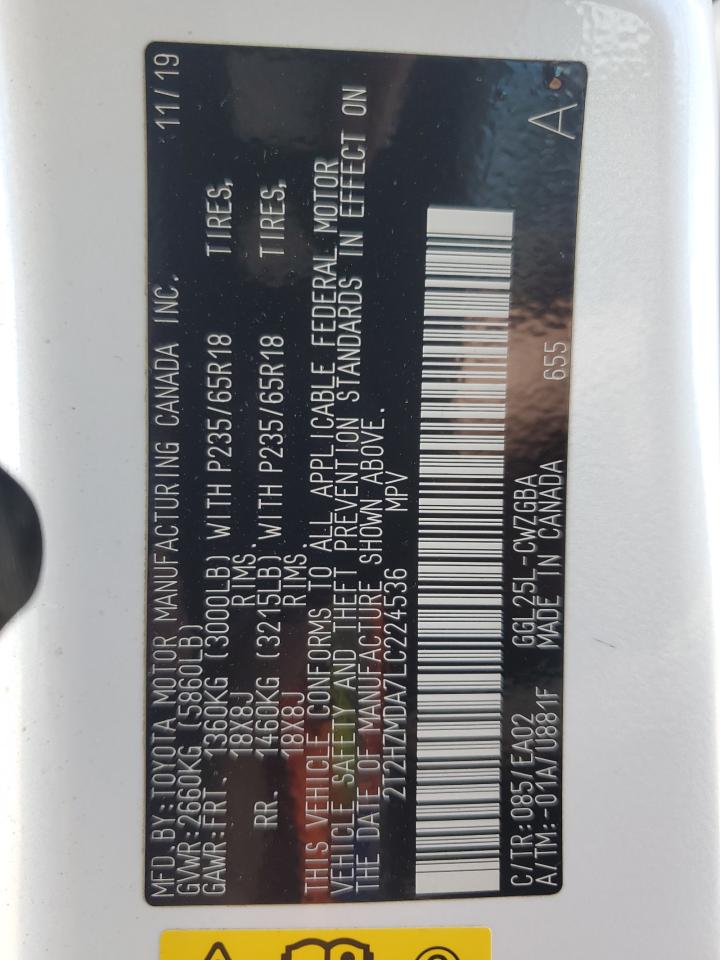 MFD.BY:TOYOTA MOTOR MANUFACTURING CANADA INC. 11/19
GVWR:2660KG (5860LB)
GAWR:FRT. 1360KG (3000LB) WITH P235/65R18 TIRES,
18X8J RIMS.
RR. 1460KG (3215LB) WITH P235/65R18 TIRES,
18X8J RIMS.
THIS VEHICLE CONFORMS TO ALL APPLICABLE FEDERAL MOTOR
VEHICLE SAFETY AND THEFT PREVENTION STANDARDS IN EFFECT ON
THE DATE OF MANUFACTURE SHOWN ABOVE.
2T2HZMDA7LC224536 MPV
C/TR:085/EA02 GGL25L-CWZGBA
A/TM:-01A/0881F MADE IN CANADA 655 A